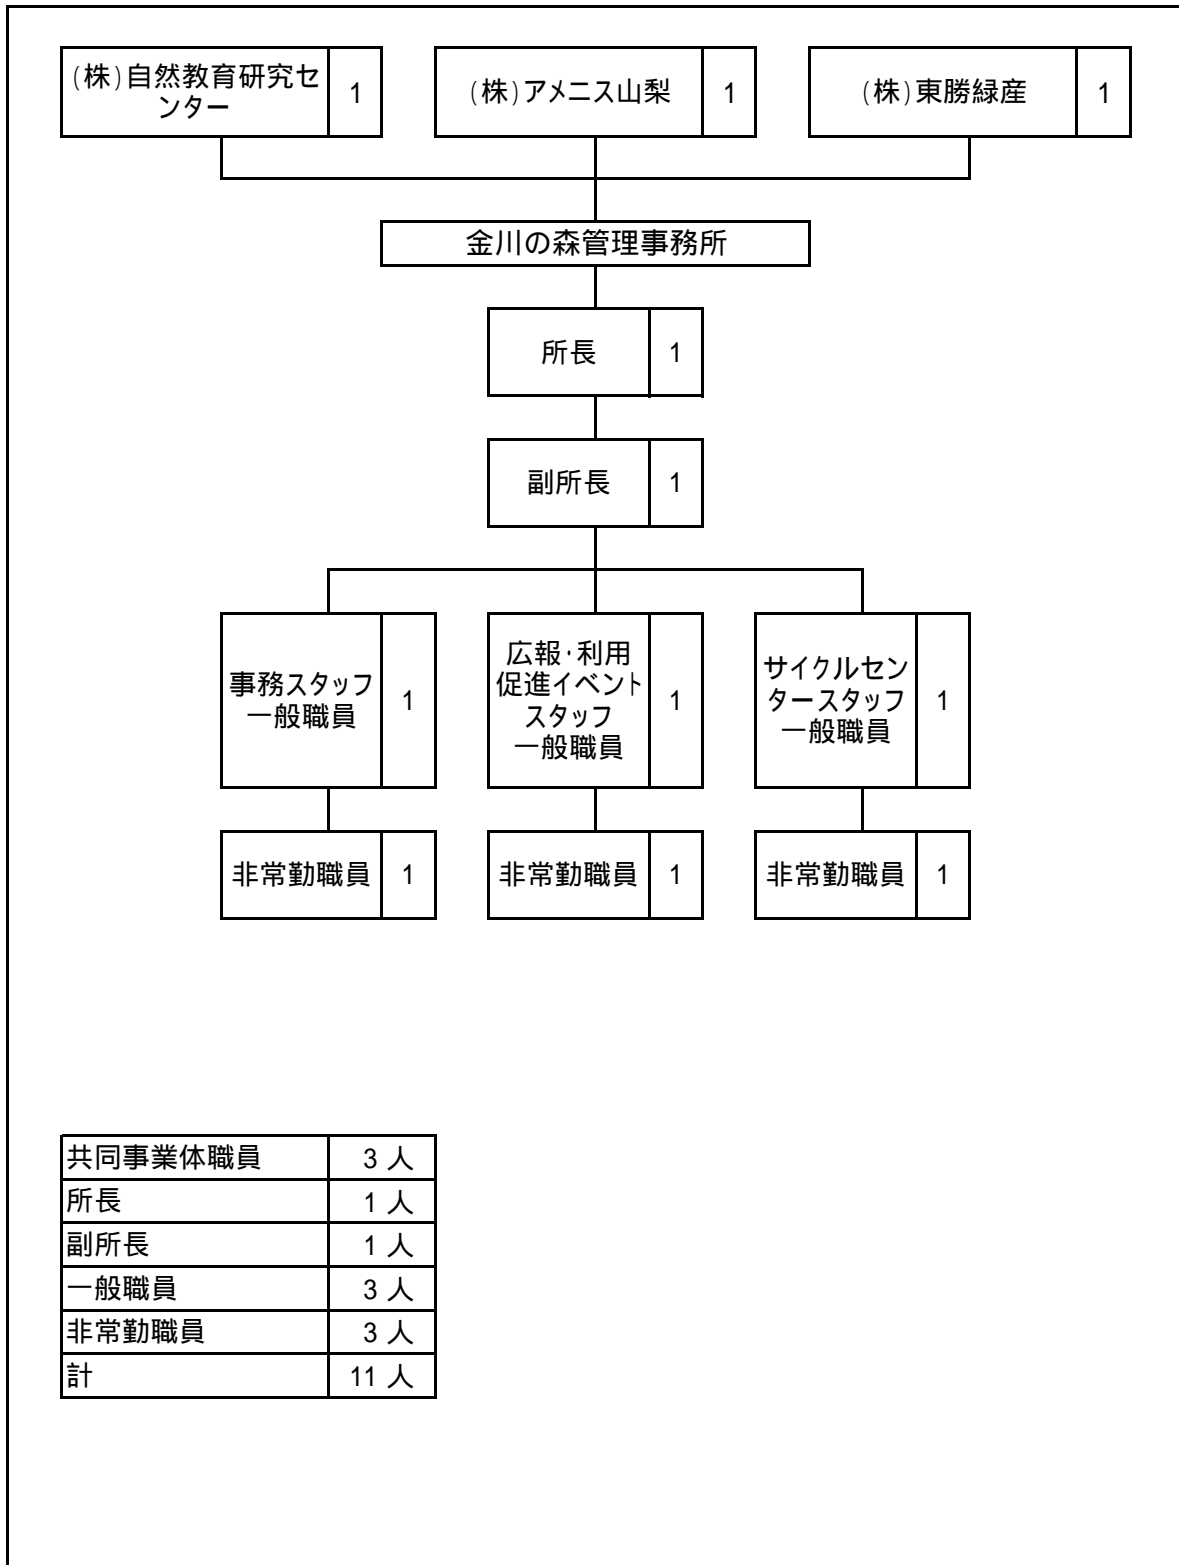 (株)自然教育研究セ
ンター
1
(株)アメニス山梨
1
(株)東勝緑産
1
金川の森管理事務所
所長
1
副所長
1
事務スタッフ
一般職員
1
広報・利用
促進イベント
スタッフ
一般職員
1
サイクルセン
タースタッフ
一般職員
1
非常勤職員
1
非常勤職員
1
非常勤職員
1
共同事業体職員 3 人
所長 1 人
副所長 1 人
一般職員 3 人
非常勤職員 3 人
計 11 人